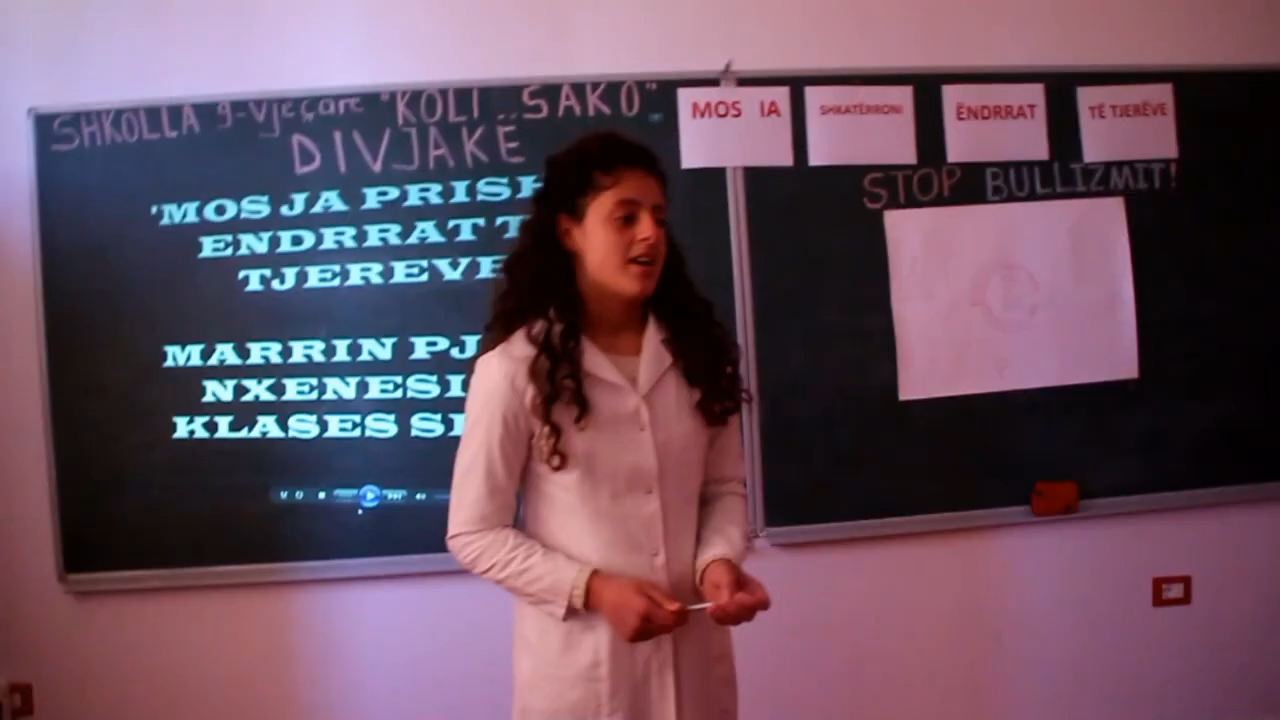 SHKOLLA 9-vjeçare "KOLI SAKO"
DIVJAKË
'MOS JA PRISH
ENDRRAT T
TJEREVE
MARRIN PJ
NXENESI
KLASES SE
MOS IA
SHKATËRRONI
ËNDRRAT
TË TJERËVE
STOP BULLIZMIT!